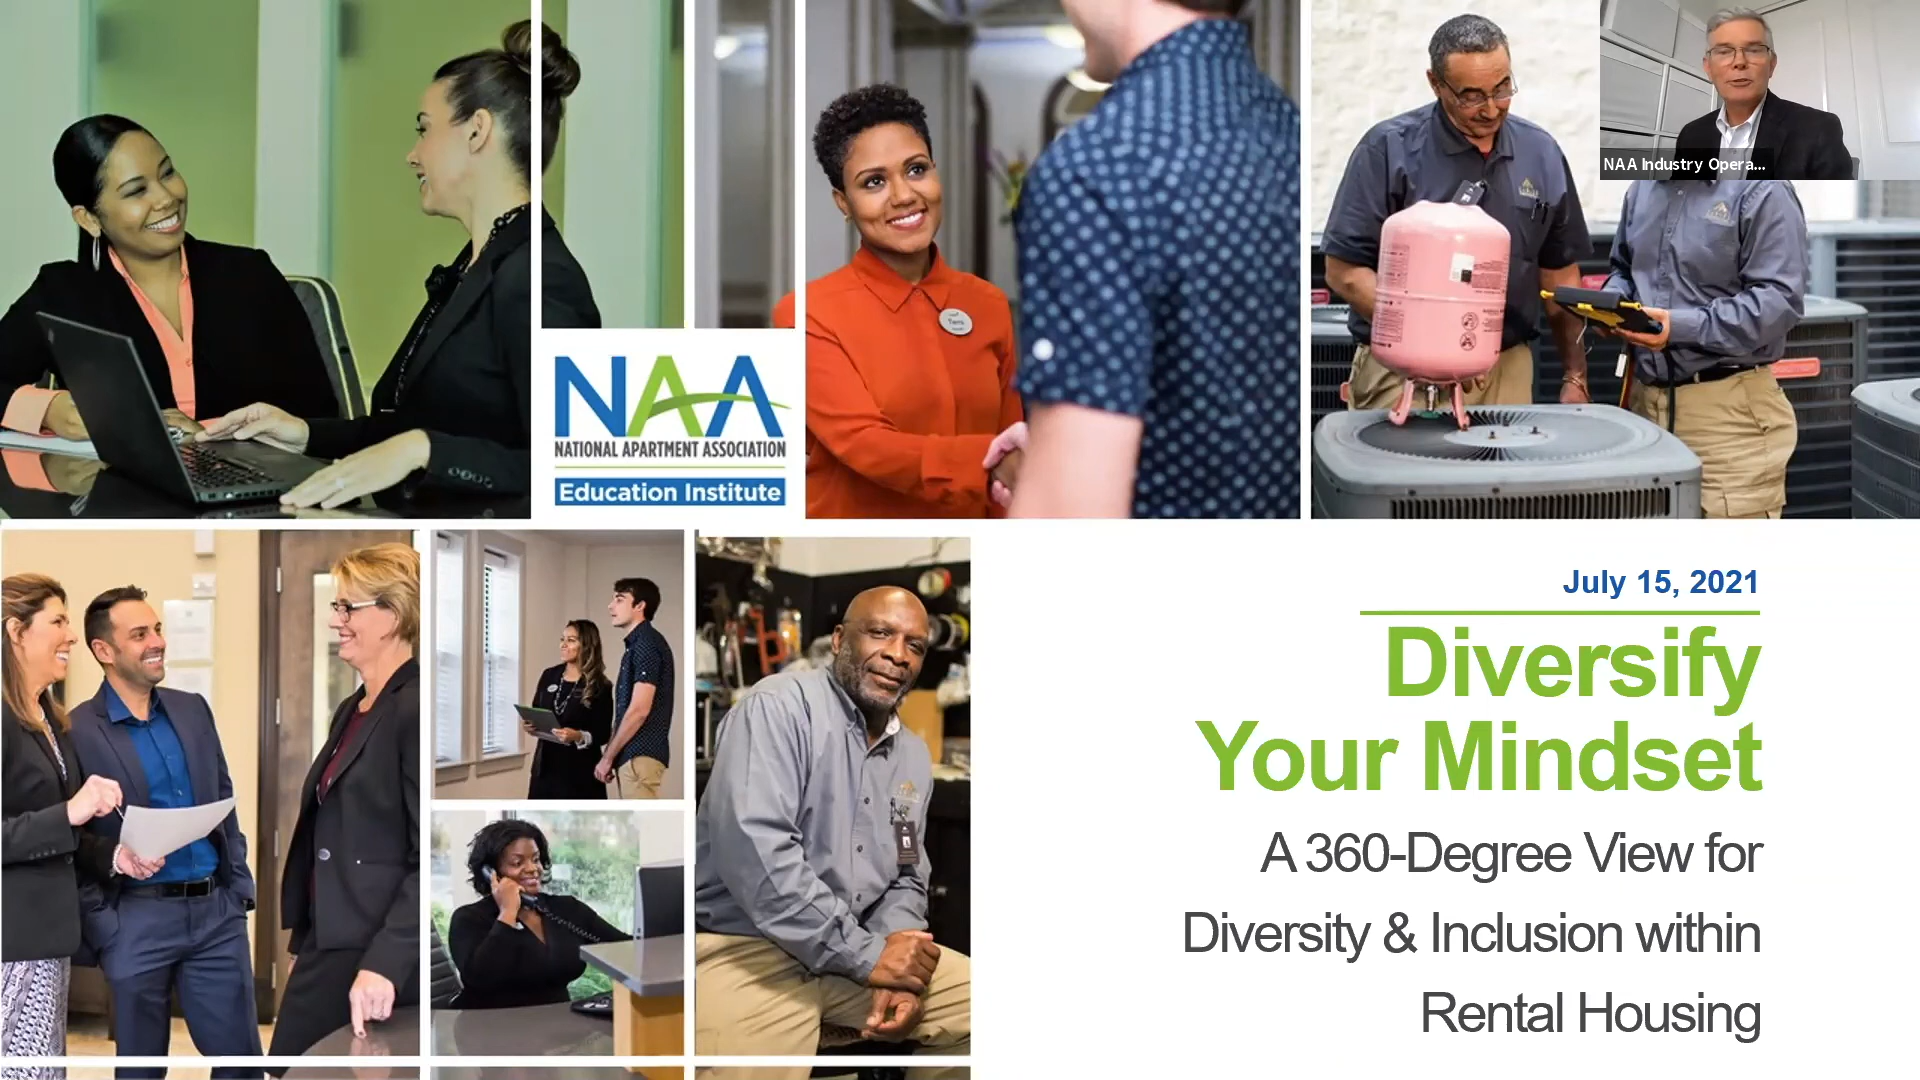 NAA Industry Opera...
Tierra
NAA
NATIONAL APARTMENT ASSOCIATION
Education Institute
July 15, 2021
Diversify
Your Mindset
A 360-Degree View for
Diversity & Inclusion within
Rental Housing